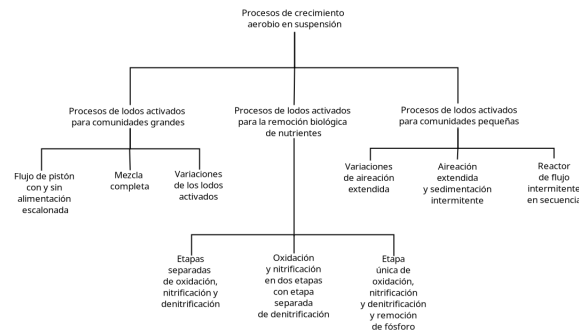 Procesos de crecimiento
aerobio en suspensión
Procesos de lodos activados
para comunidades grandes
Procesos de lodos activados
para la remoción biológica
de nutrientes
Procesos de lodos activados
para comunidades pequeñas
Flujo de pistón
con y sin
alimentación
escalonada
Mezcla
completa
Variaciones
de los lodos
activados
Variaciones
de aireación
extendida
Aireación
extendida
y sedimentación
intermitente
Reactor
de flujo
intermitente
en secuencia
Etapas
separadas
de oxidación,
nitrificación y
denitrificación
Oxidación
y nitrificación
en dos etapas
con etapa
separada
de denitrificación
Etapa
única de
oxidación,
nitrificación
y denitrificación
y remoción
de fósforo